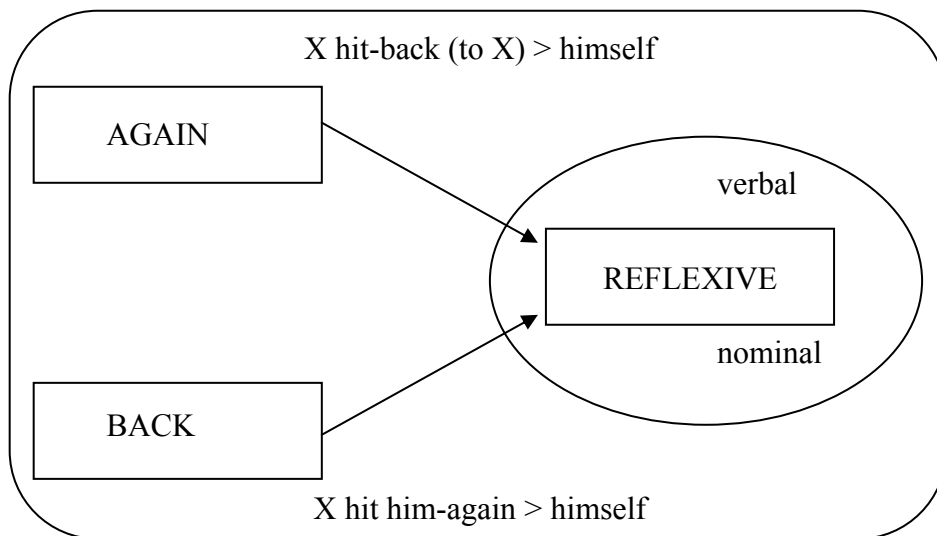 X hit-back (to X) > himself
AGAIN
verbal
REFLEXIVE
nominal
BACK
X hit him-again > himself